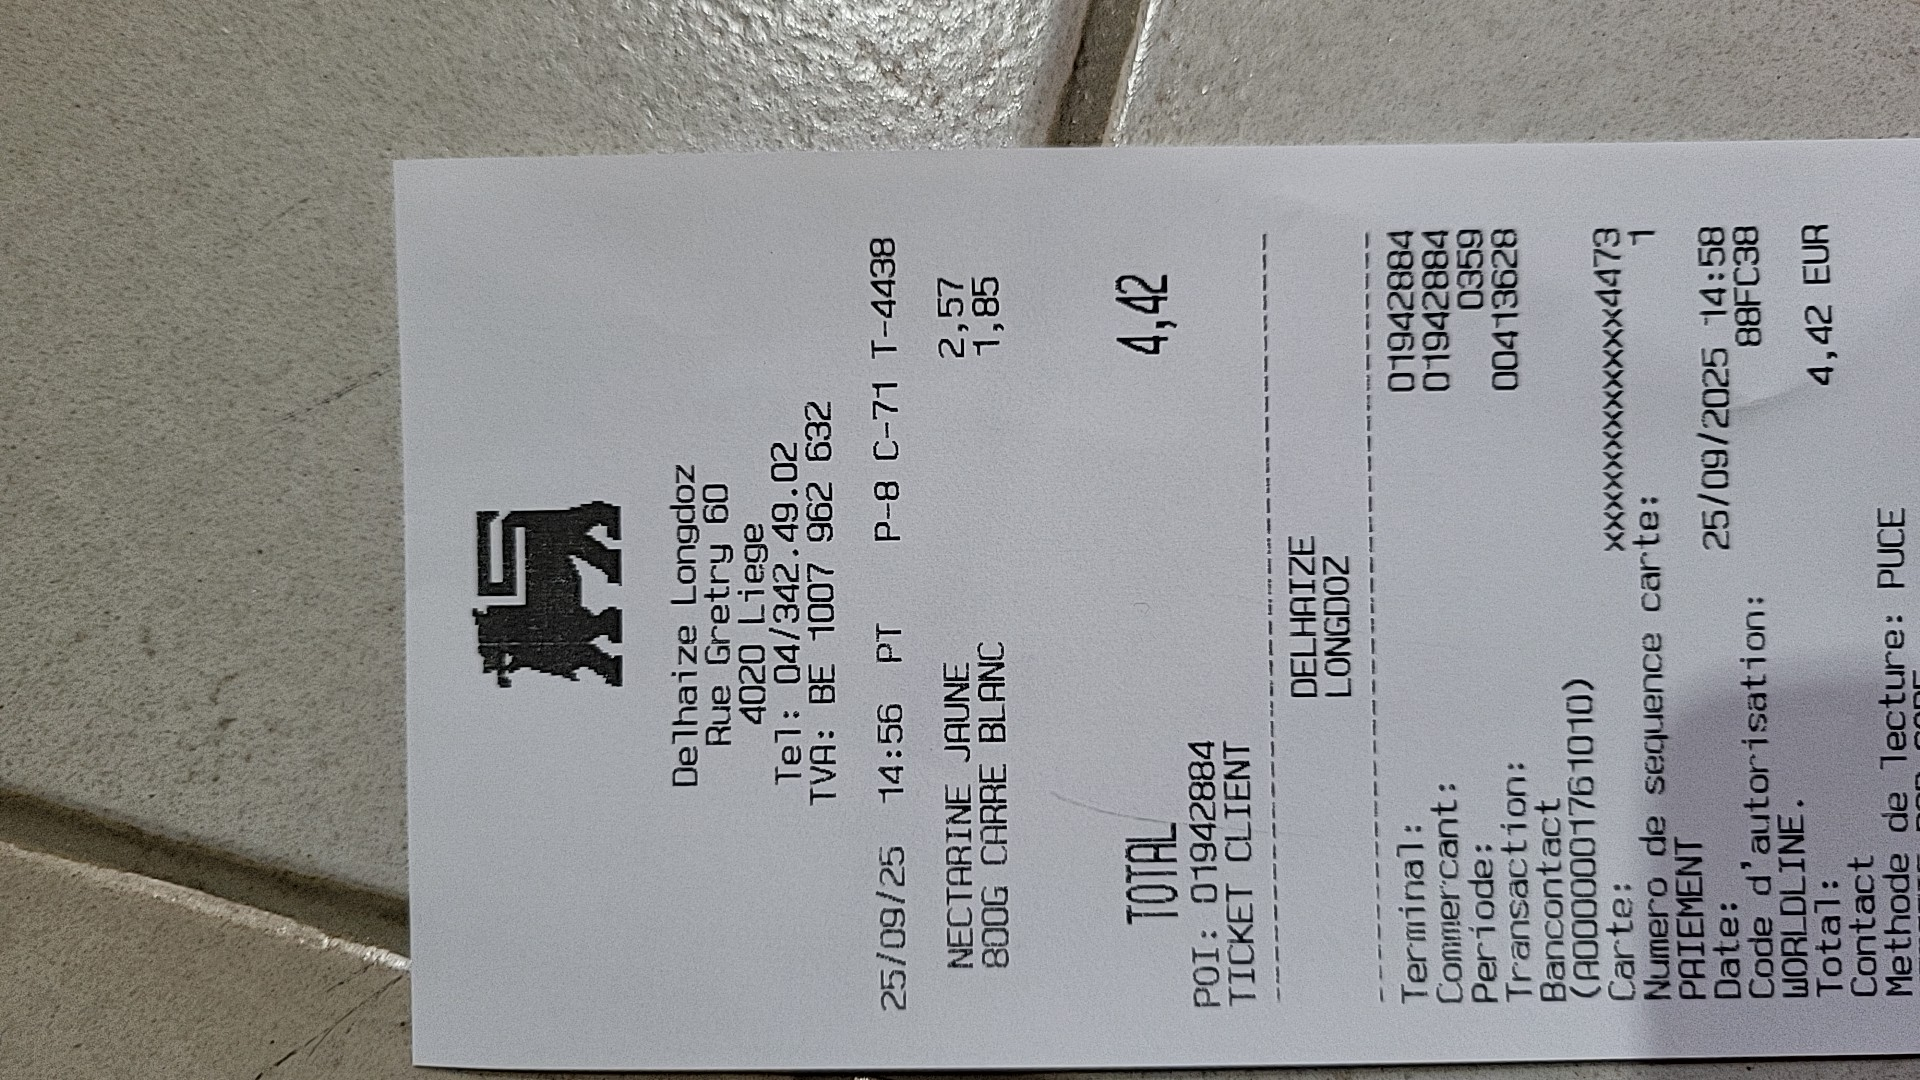 Delhaize Longdoz
Rue Gretry 60
4020 Liege
Tel: 04/342.49.02
TVA: BE 1007 962 632
25/09/25 14:56 PT P-8 C-71 T-4438
NECTARINE JAUNE 2,57
800G CARRE BLANC 1,85
TOTAL 4,42
POI: 01942884
TICKET CLIENT
DELHAIZE
LONGDOZ
Terminal: 01942884
Commercant: 01942884
Periode: 0359
Transaction: 00413628
Bancontact
(A0000001761010)
Carte: xxxxxxxxxxxxx4473
Numero de sequence carte: 1
PAIEMENT
Date: 25/09/2025 14:58
Code d'autorisation: 88FC38
WORLDLINE.
Total: 4,42 EUR
Contact
Methode de lecture: PUCE